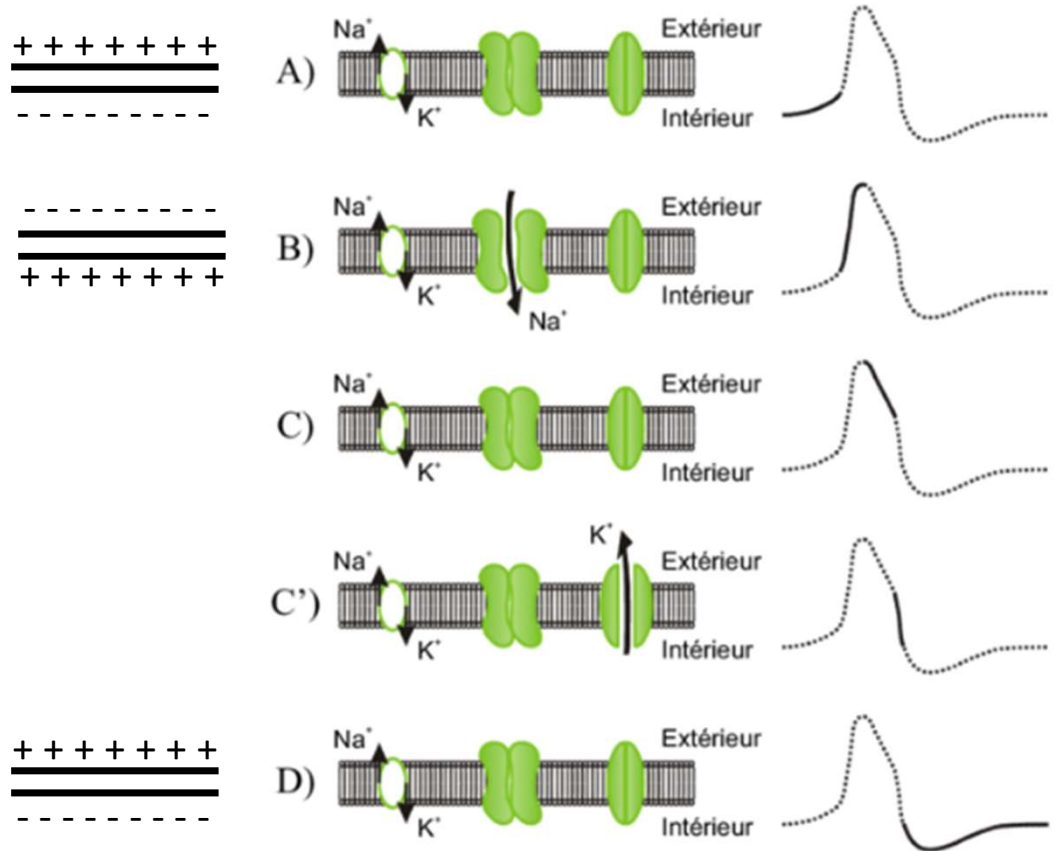 + + + + + + +
- - - - - - - - -
A)
Na⁺
K⁺
Extérieur
Intérieur
- - - - - - - - -
+ + + + + + +
B)
Na⁺
K⁺
Na⁺
Extérieur
Intérieur
C)
Na⁺
K⁺
Extérieur
Intérieur
C')
Na⁺
K⁺
K⁺
Extérieur
Intérieur
+ + + + + + +
- - - - - - - - -
D)
Na⁺
K⁺
Extérieur
Intérieur